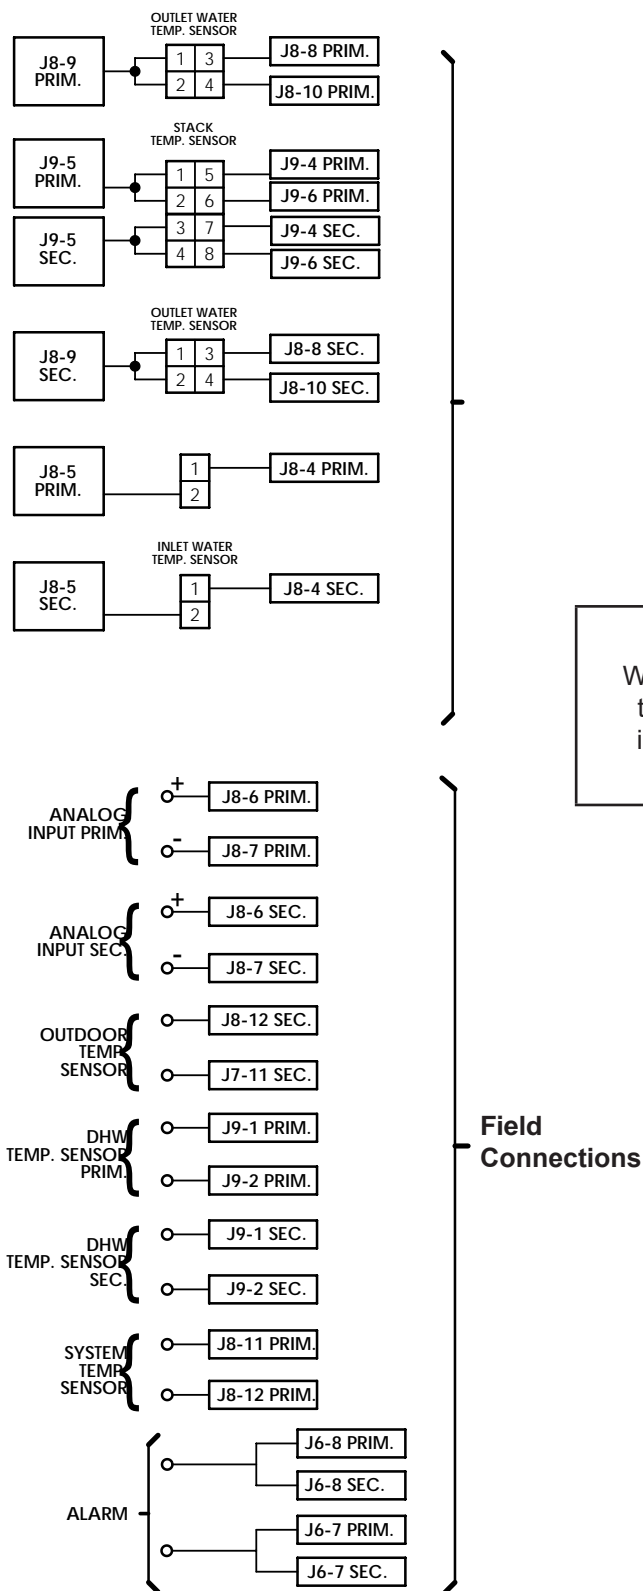 OUTLET WATER
TEMP. SENSOR
J8-9
PRIM.
1 3
2 4
J8-8 PRIM.
J8-10 PRIM.
STACK
TEMP. SENSOR
J9-5
PRIM.
J9-5
SEC.
1 5
2 6
3 7
4 8
J9-4 PRIM.
J9-6 PRIM.
J9-4 SEC.
J9-6 SEC.
OUTLET WATER
TEMP. SENSOR
J8-9
SEC.
1 3
2 4
J8-8 SEC.
J8-10 SEC.
J8-5
PRIM.
1
2
J8-4 PRIM.
INLET WATER
TEMP. SENSOR
J8-5
SEC.
1
2
J8-4 SEC.
W
t
i
ANALOG
INPUT PRIM.
+
J8-6 PRIM.
-
J8-7 PRIM.
ANALOG
INPUT SEC.
+
J8-6 SEC.
-
J8-7 SEC.
OUTDOOR
TEMP.
SENSOR
J8-12 SEC.
J7-11 SEC.
DHW
TEMP. SENSOR
PRIM.
J9-1 PRIM.
J9-2 PRIM.
Field
Connections
DHW
TEMP. SENSOR
SEC.
J9-1 SEC.
J9-2 SEC.
SYSTEM
TEMP.
SENSOR
J8-11 PRIM.
J8-12 PRIM.
ALARM
J6-8 PRIM.
J6-8 SEC.
J6-7 PRIM.
J6-7 SEC.